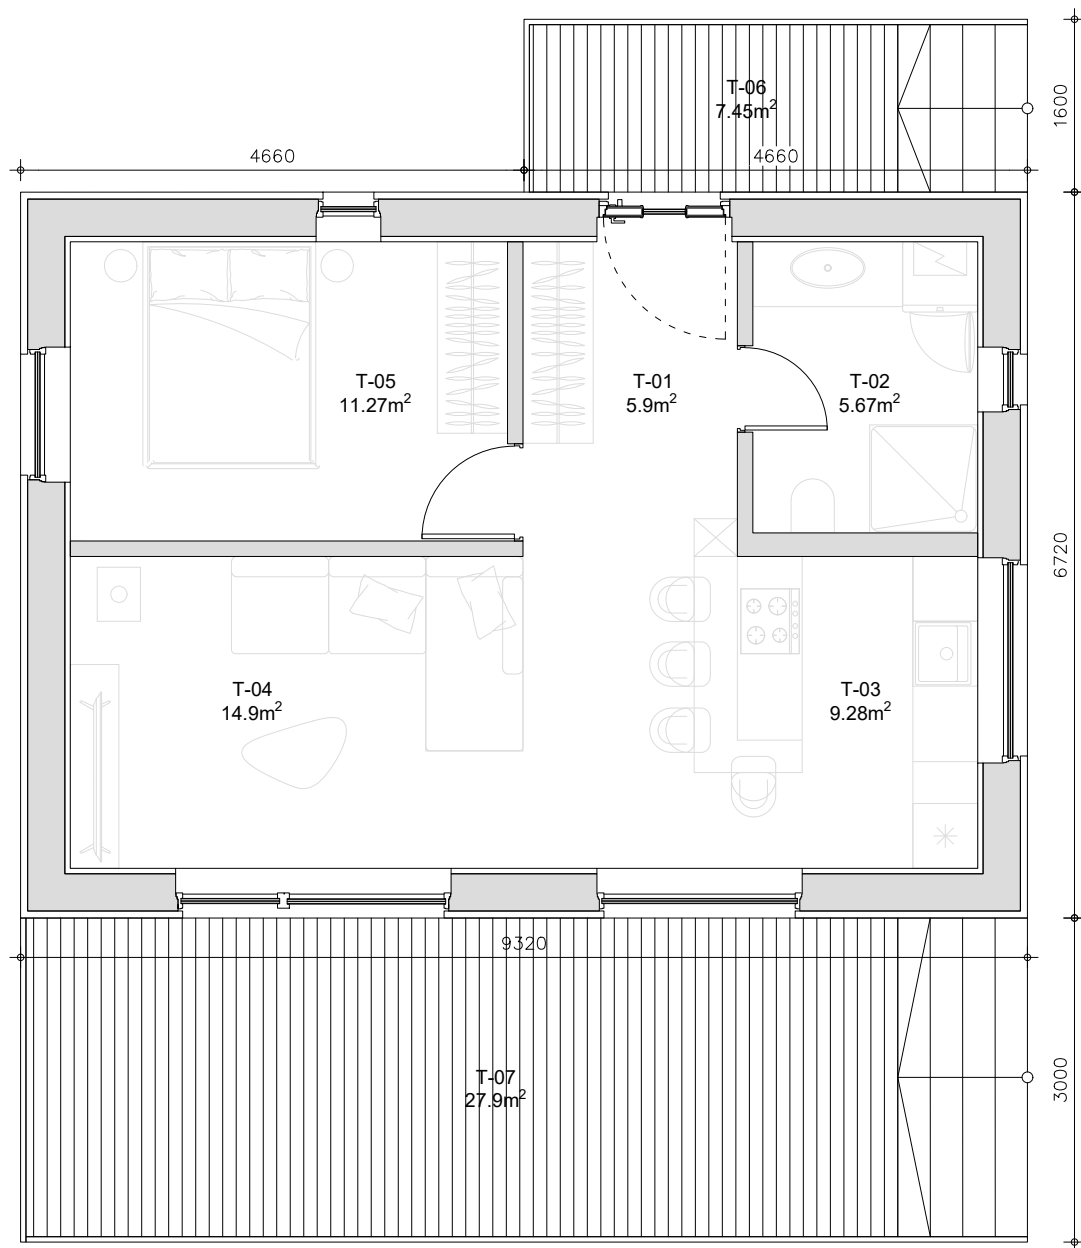 T-06
7.45m²
1600
4660
4660
T-05
11.27m²
T-01
5.9m²
T-02
5.67m²
6720
T-04
14.9m²
T-03
9.28m²
9320
T-07
27.9m²
3000